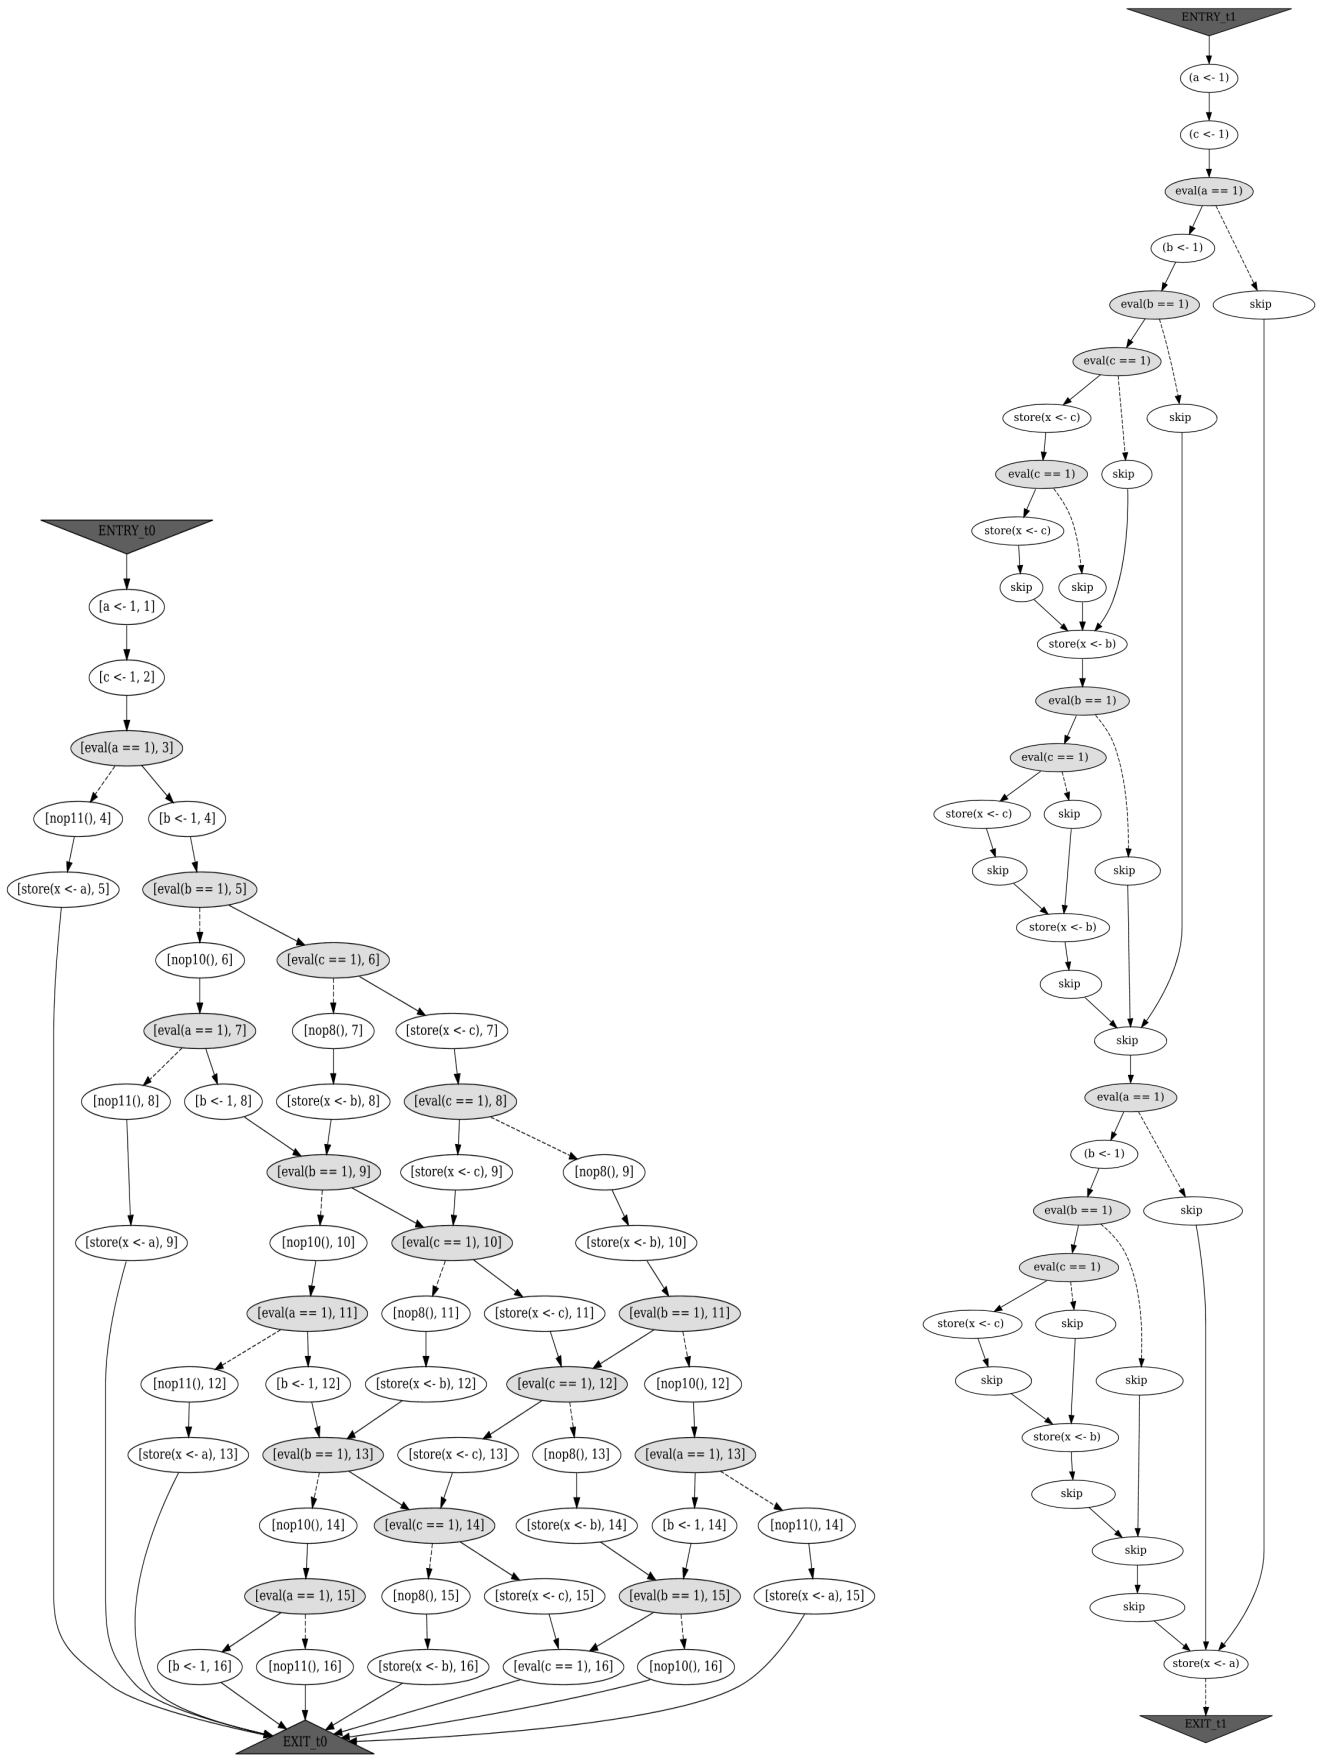 ENTRY_t0
[a <- 1, 1]
[c <- 1, 2]
[eval(a == 1), 3]
[nop11(), 4]
[b <- 1, 4]
[store(x <- a), 5]
[eval(b == 1), 5]
[nop10(), 6]
[eval(c == 1), 6]
[eval(a == 1), 7]
[nop8(), 7]
[store(x <- c), 7]
[nop11(), 8]
[b <- 1, 8]
[store(x <- b), 8]
[eval(c == 1), 8]
[eval(b == 1), 9]
[store(x <- c), 9]
[nop8(), 9]
[store(x <- a), 9]
[nop10(), 10]
[eval(c == 1), 10]
[store(x <- b), 10]
[eval(a == 1), 11]
[nop8(), 11]
[store(x <- c), 11]
[eval(b == 1), 11]
[nop11(), 12]
[b <- 1, 12]
[store(x <- b), 12]
[eval(c == 1), 12]
[nop10(), 12]
[store(x <- a), 13]
[eval(b == 1), 13]
[store(x <- c), 13]
[nop8(), 13]
[eval(a == 1), 13]
[nop10(), 14]
[eval(c == 1), 14]
[store(x <- b), 14]
[b <- 1, 14]
[nop11(), 14]
[eval(a == 1), 15]
[nop8(), 15]
[store(x <- c), 15]
[eval(b == 1), 15]
[store(x <- a), 15]
[b <- 1, 16]
[nop11(), 16]
[store(x <- b), 16]
[eval(c == 1), 16]
[nop10(), 16]
EXIT_t0
ENTRY_t1
(a <- 1)
(c <- 1)
eval(a == 1)
(b <- 1)
eval(b == 1)
skip
eval(c == 1)
store(x <- c)
skip
eval(c == 1)
skip
store(x <- c)
skip
skip
store(x <- b)
eval(b == 1)
eval(c == 1)
store(x <- c)
skip
skip
skip
store(x <- b)
skip
skip
eval(a == 1)
(b <- 1)
eval(b == 1)
skip
eval(c == 1)
store(x <- c)
skip
skip
skip
store(x <- b)
skip
skip
skip
store(x <- a)
EXIT_t1